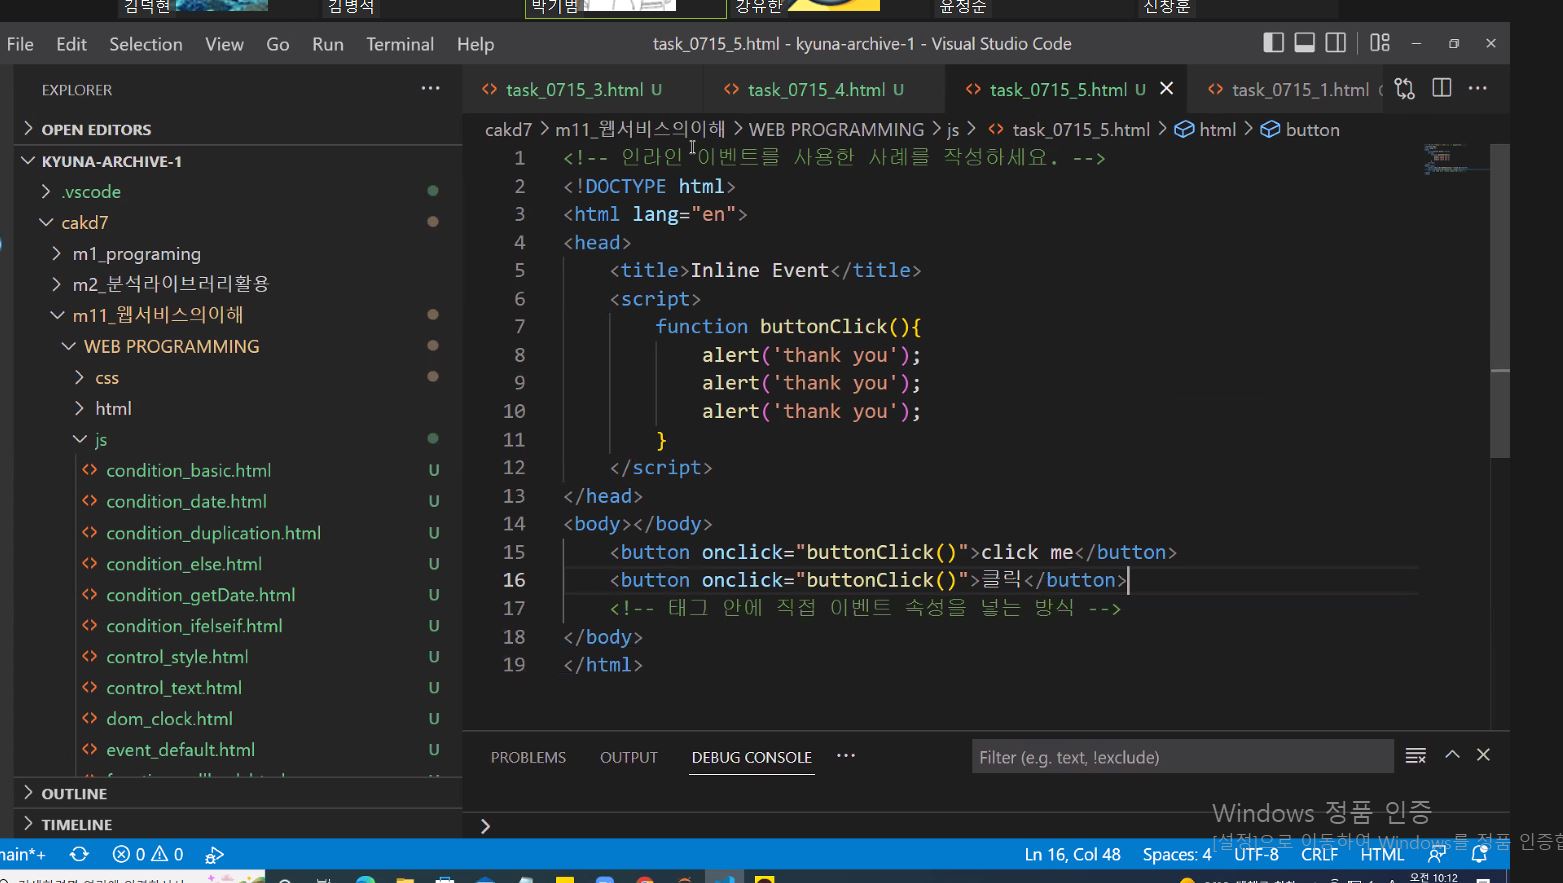 김덕현 김병석 박기범 강유한 윤정순 신창훈
File Edit Selection View Go Run Terminal Help task_0715_5.html - kyuna-archive-1 - Visual Studio Code
EXPLORER ··· task_0715_3.html U task_0715_4.html U task_0715_5.html U task_0715_1.html ···
OPEN EDITORS
cakd7 > m11_웹서비스의이해 > WEB PROGRAMMING > js > task_0715_5.html > html > button
KYUNA-ARCHIVE-1
.vscode
cakd7
m1_programing
m2_분석라이브러리활용
m11_웹서비스의이해
WEB PROGRAMMING
css
html
js
condition_basic.html U
condition_date.html U
condition_duplication.html U
condition_else.html U
condition_getDate.html U
condition_ifelseif.html U
control_style.html U
control_text.html U
dom_clock.html U
event_default.html U
OUTLINE
TIMELINE
1 <!-- 인라인 이벤트를 사용한 사례를 작성하세요. -->
2 <!DOCTYPE html>
3 <html lang="en">
4 <head>
5 <title>Inline Event</title>
6 <script>
7 function buttonClick(){
8 alert('thank you');
9 alert('thank you');
10 alert('thank you');
11 }
12 </script>
13 </head>
14 <body></body>
15 <button onclick="buttonClick()">click me</button>
16 <button onclick="buttonClick()">클릭</button>
17 <!-- 태그 안에 직접 이벤트 속성을 넣는 방식 -->
18 </body>
19 </html>
PROBLEMS OUTPUT DEBUG CONSOLE ··· Filter (e.g. text, !exclude)
Windows 정품 인증
[설정]으로 이동하여 Windows를 정품 인증합
main*+ 0 0 Ln 16, Col 48 Spaces: 4 UTF-8 CRLF HTML
오전 10:12